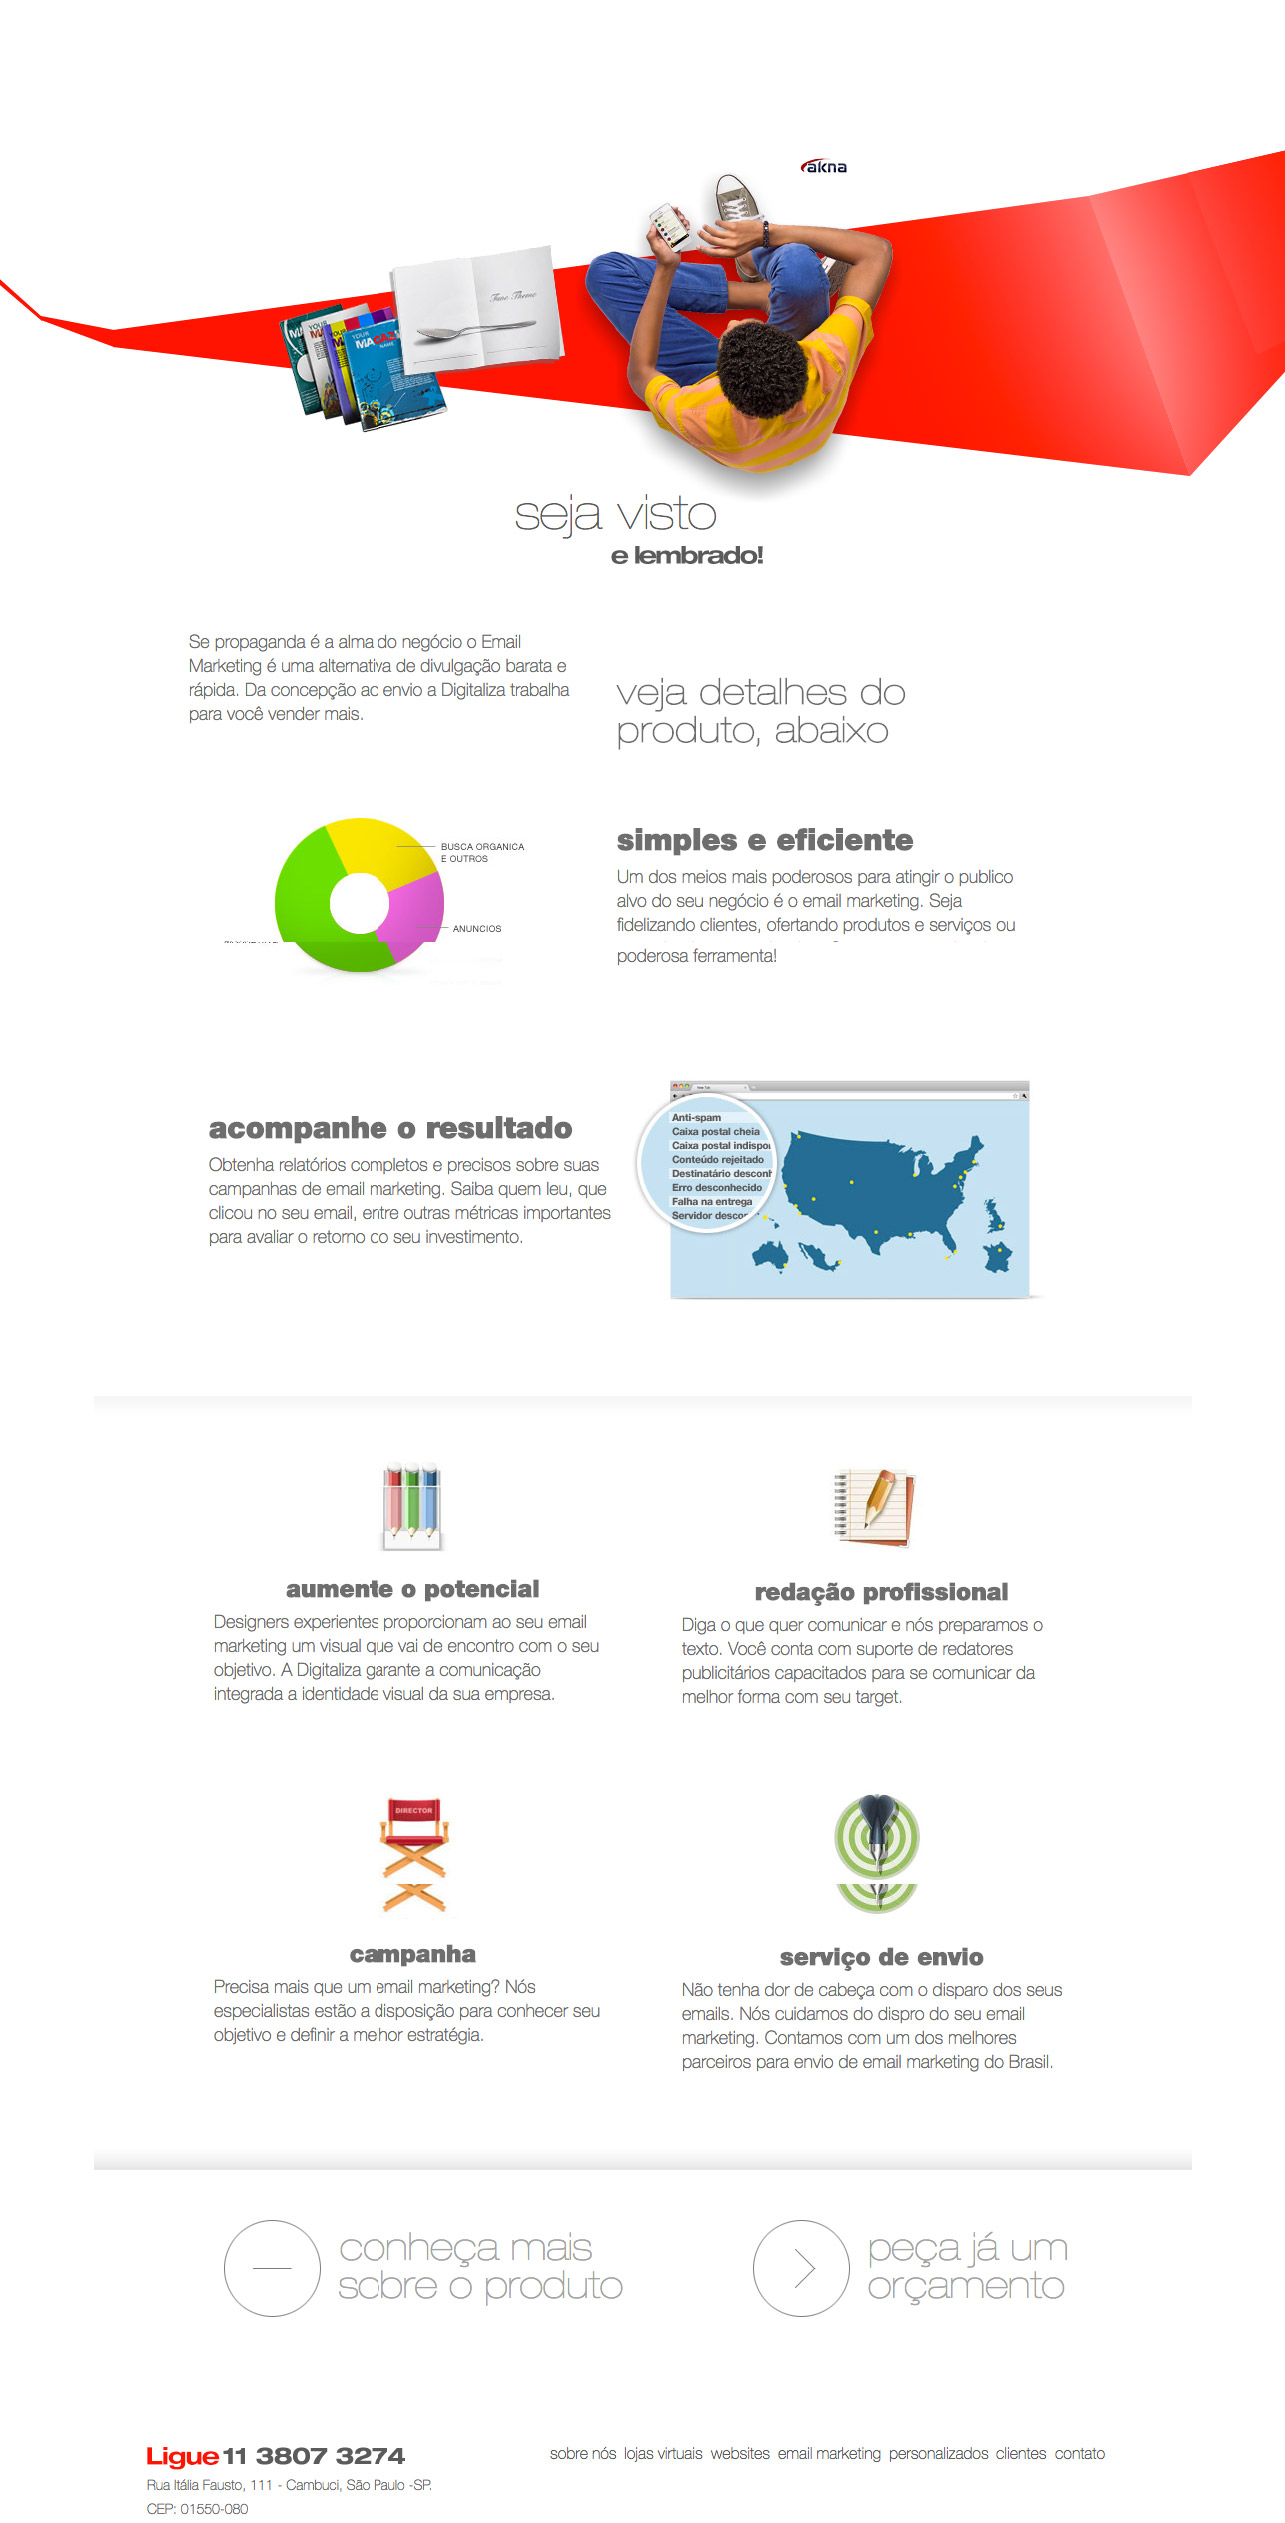 akna
YOUR
MAGAZINE
NAME
Tune Theme
seja visto
e lembrado!
Se propaganda é a alma do negócio o Email
Marketing é uma alternativa de divulgação barata e
rápida. Da concepção ao envio a Digitaliza trabalha
para você vender mais.
veja detalhes do
produto, abaixo
BUSCA ORGANICA
E OUTROS
ANUNCIOS
simples e eficiente
Um dos meios mais poderosos para atingir o publico
alvo do seu negócio é o email marketing. Seja
fidelizando clientes, ofertando produtos e serviços ou
poderosa ferramenta!
acompanhe o resultado
Obtenha relatórios completos e precisos sobre suas
campanhas de email marketing. Saiba quem leu, que
clicou no seu email, entre outras métricas importantes
para avaliar o retorno do seu investimento.
New Tab
Anti-spam
Caixa postal cheia
Caixa postal indispo
Conteúdo rejeitado
Destinatário desconh
Erro desconhecido
Falha na entrega
Servidor descor
aumente o potencial
Designers experientes proporcionam ao seu email
marketing um visual que vai de encontro com o seu
objetivo. A Digitaliza garante a comunicação
integrada a identidade visual da sua empresa.
redação profissional
Diga o que quer comunicar e nós preparamos o
texto. Você conta com suporte de redatores
publicitários capacitados para se comunicar da
melhor forma com seu target.
DIRECTOR
campanha
Precisa mais que um email marketing? Nós
especialistas estão a disposição para conhecer seu
objetivo e definir a melhor estratégia.
serviço de envio
Não tenha dor de cabeça com o disparo dos seus
emails. Nós cuidamos do dispro do seu email
marketing. Contamos com um dos melhores
parceiros para envio de email marketing do Brasil.
conheça mais
sobre o produto
peça já um
orçamento
Ligue 11 3807 3274
sobre nós lojas virtuais websites email marketing personalizados clientes contato
Rua Itália Fausto, 111 - Cambuci, São Paulo -SP.
CEP: 01550-080